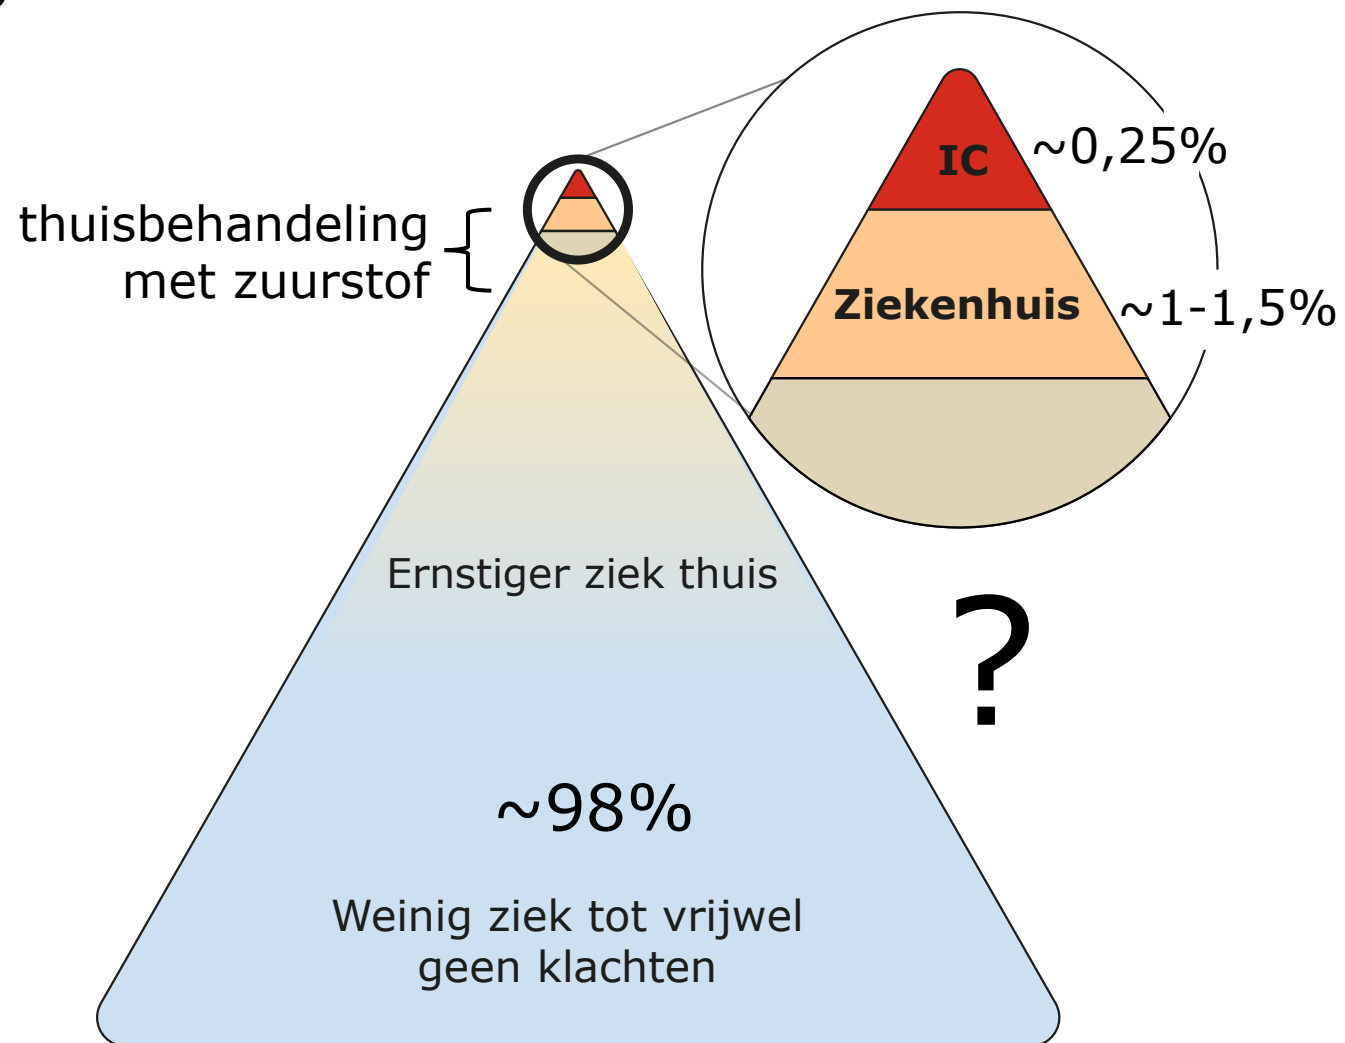 IC
~0,25%
thuisbehandeling
met zuurstof
Ziekenhuis
~1-1,5%
Ernstiger ziek thuis
?
~98%
Weinig ziek tot vrijwel
geen klachten